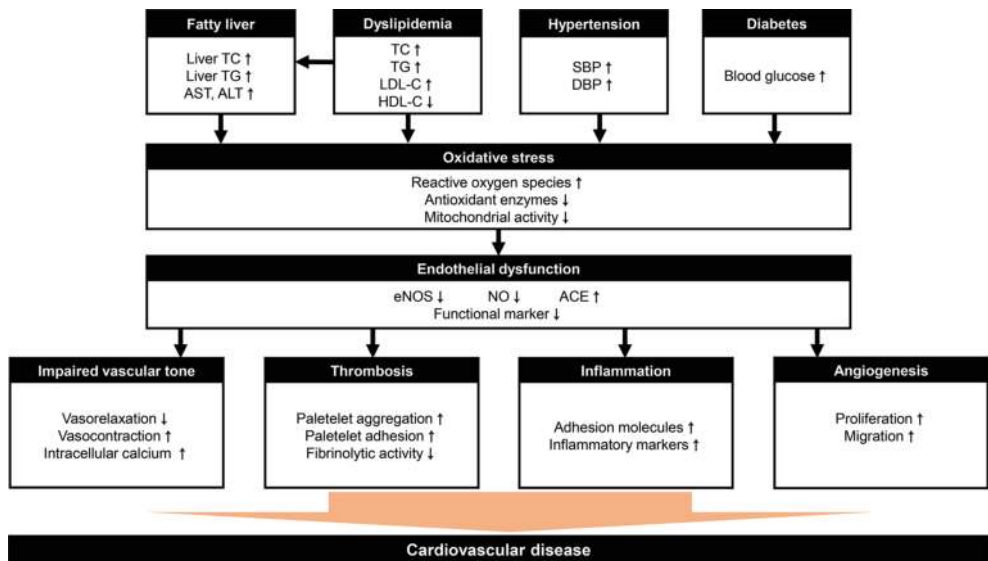 Fatty liver
Liver TC ↑
Liver TG ↑
AST, ALT ↑
Dyslipidemia
TC ↑
TG ↑
LDL-C ↑
HDL-C ↓
Hypertension
SBP ↑
DBP ↑
Diabetes
Blood glucose ↑
Oxidative stress
Reactive oxygen species ↑
Antioxidant enzymes ↓
Mitochondrial activity ↓
Endothelial dysfunction
eNOS ↓ NO ↓ ACE ↑
Functional marker ↓
Impaired vascular tone
Vasorelaxation ↓
Vasocontraction ↑
Intracellular calcium ↑
Thrombosis
Paletelet aggregation ↑
Paletelet adhesion ↑
Fibrinolytic activity ↓
Inflammation
Adhesion molecules ↑
Inflammatory markers ↑
Angiogenesis
Proliferation ↑
Migration ↑
Cardiovascular disease